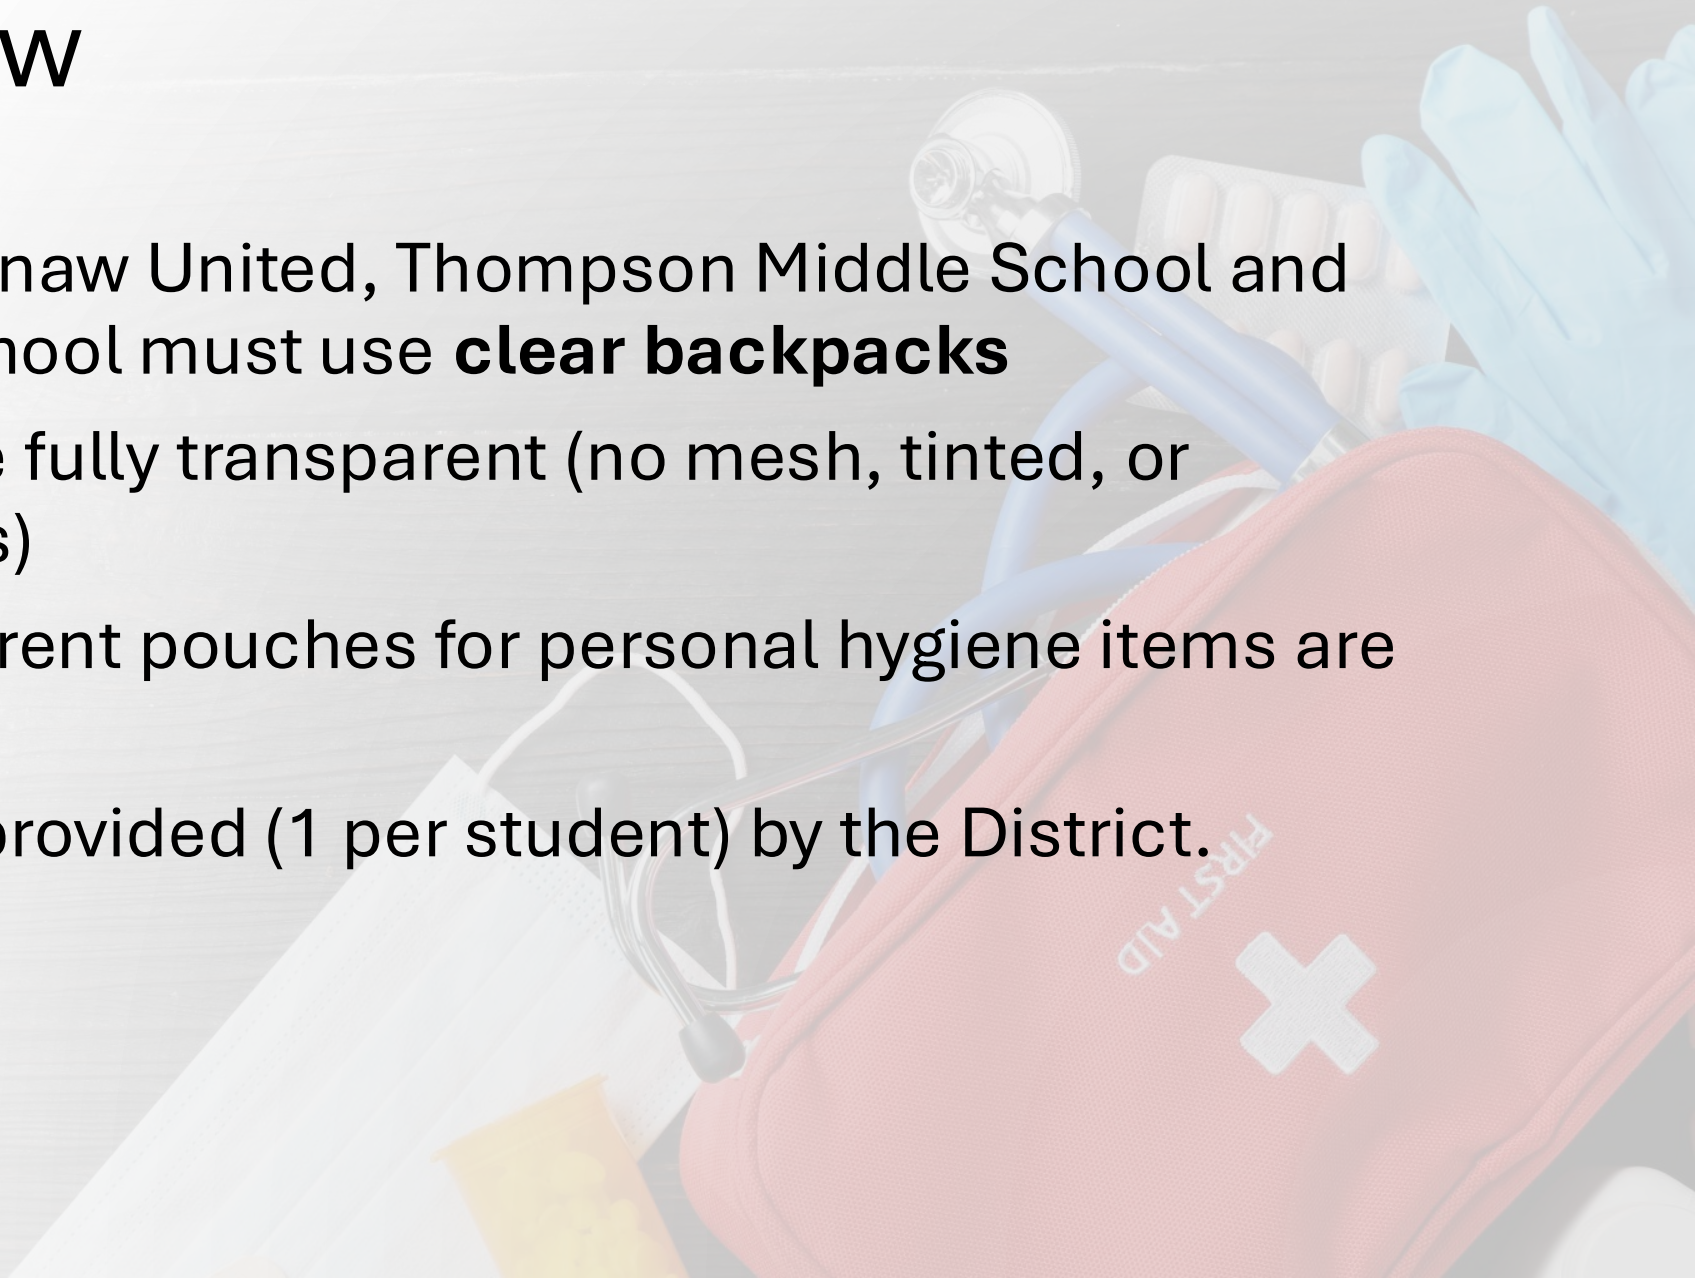 w
naw United, Thompson Middle School and
hool must use clear backpacks
e fully transparent (no mesh, tinted, or
s)
rent pouches for personal hygiene items are
provided (1 per student) by the District.
FIRST AID